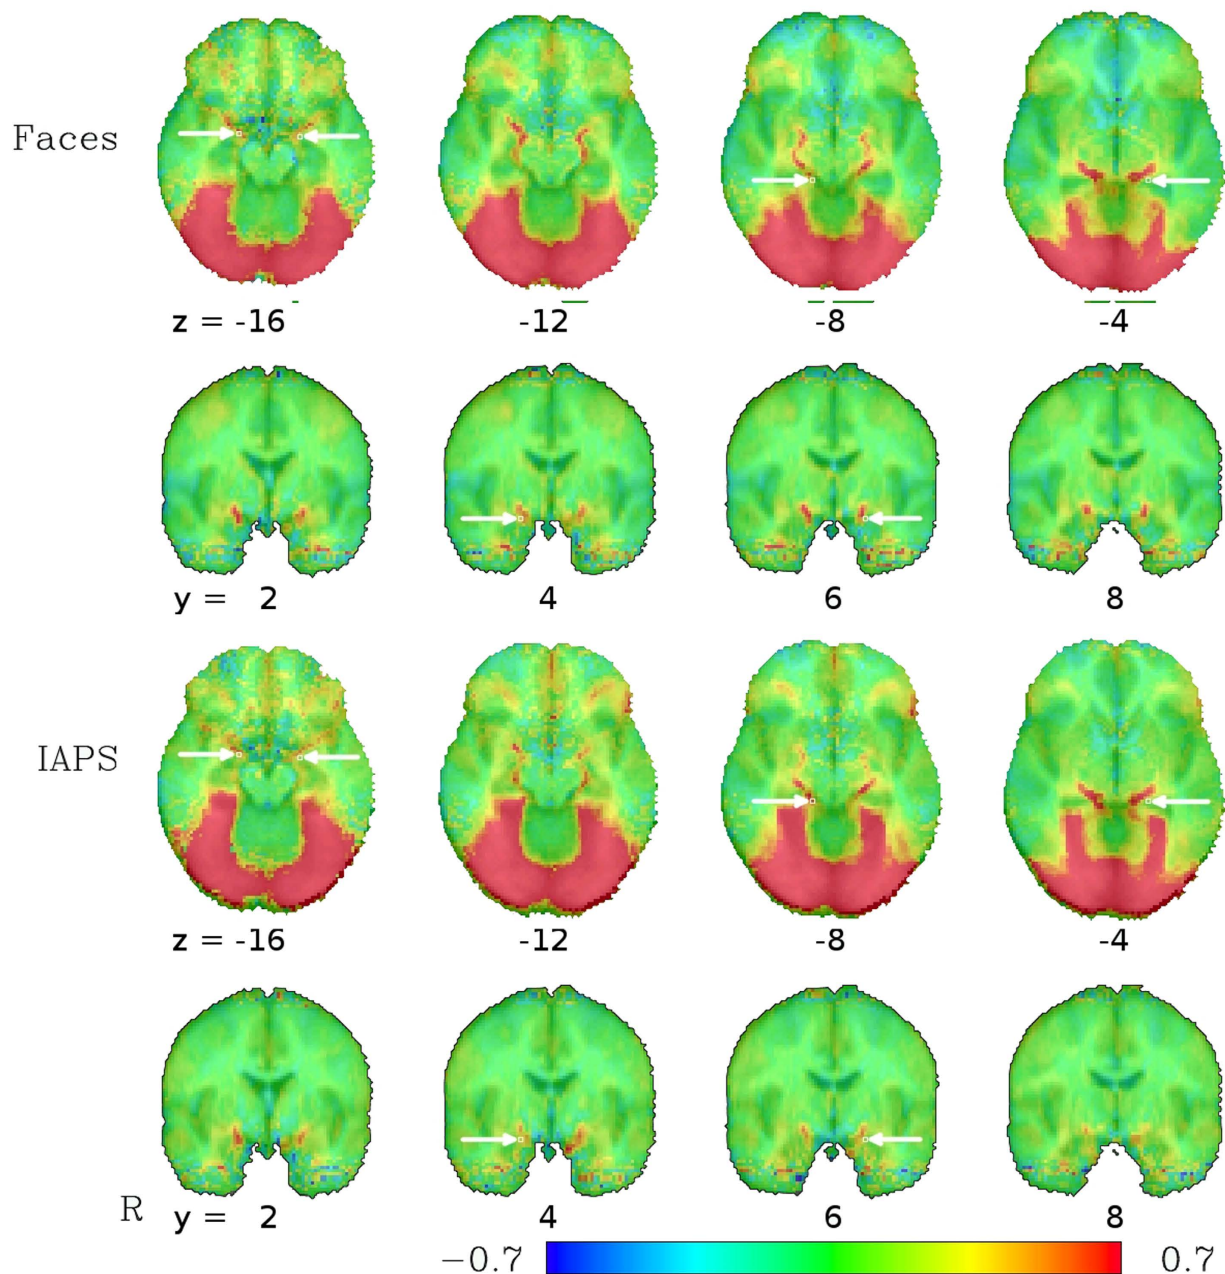 Faces
z = -16 -12 -8 -4
y = 2 4 6 8
IAPS
z = -16 -12 -8 -4
R y = 2 4 6 8
−0.7 0.7